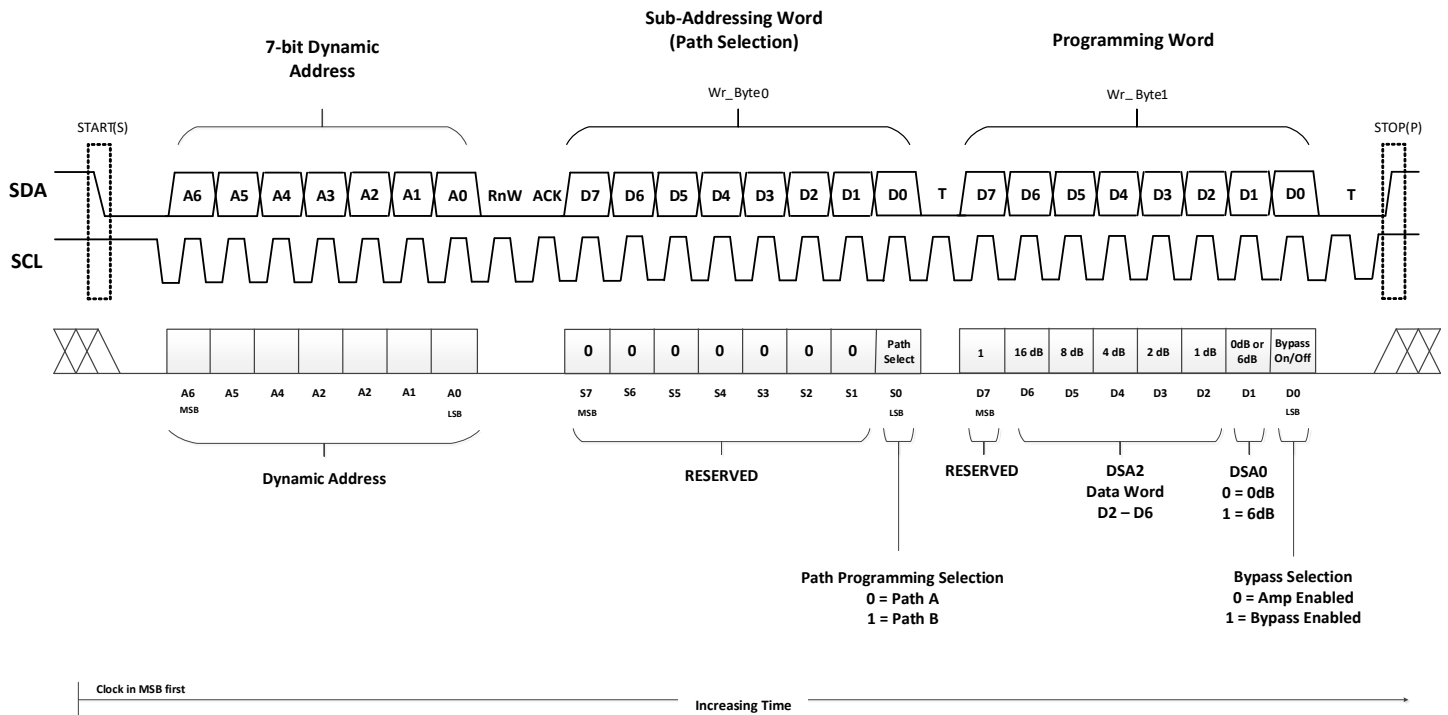 Sub-Addressing Word
(Path Selection)
7-bit Dynamic
Address
Programming Word
Wr_Byte0
Wr_Byte1
START(S)
STOP(P)
SDA
A6 A5 A4 A3 A2 A1 A0 RnW ACK D7 D6 D5 D4 D3 D2 D1 D0 T D7 D6 D5 D4 D3 D2 D1 D0 T
SCL
0 0 0 0 0 0 0 Path Select
1 16 dB 8 dB 4 dB 2 dB 1 dB 0dB or 6dB Bypass On/Off
A6 A5 A4 A2 A2 A1 A0
MSB LSB
S7 S6 S5 S4 S3 S2 S1 S0
MSB LSB
D7 D6 D5 D4 D3 D2 D1 D0
MSB LSB
Dynamic Address
RESERVED
RESERVED
DSA2
Data Word
D2 – D6
DSA0
0 = 0dB
1 = 6dB
Path Programming Selection
0 = Path A
1 = Path B
Bypass Selection
0 = Amp Enabled
1 = Bypass Enabled
Clock in MSB first
Increasing Time